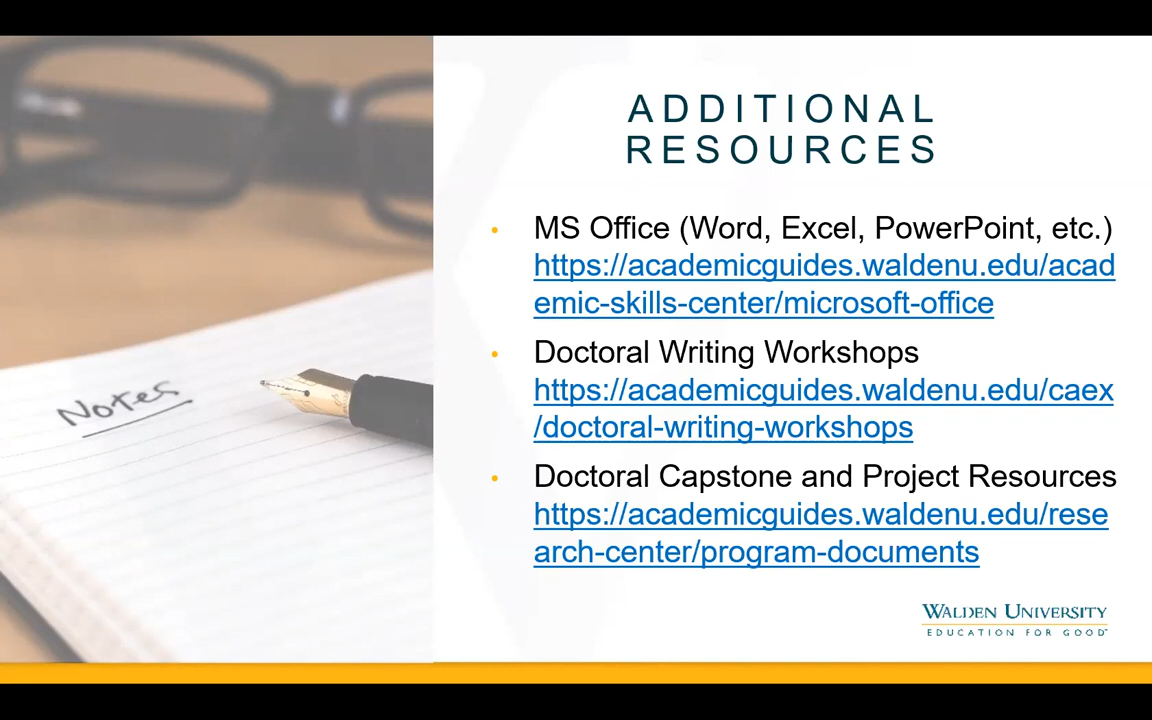 ADDITIONAL
RESOURCES
• MS Office (Word, Excel, PowerPoint, etc.)
https://academicguides.waldenu.edu/acad
emic-skills-center/microsoft-office
• Doctoral Writing Workshops
https://academicguides.waldenu.edu/caex
/doctoral-writing-workshops
• Doctoral Capstone and Project Resources
https://academicguides.waldenu.edu/rese
arch-center/program-documents
Notes
WALDEN UNIVERSITY
EDUCATION FOR GOOD™